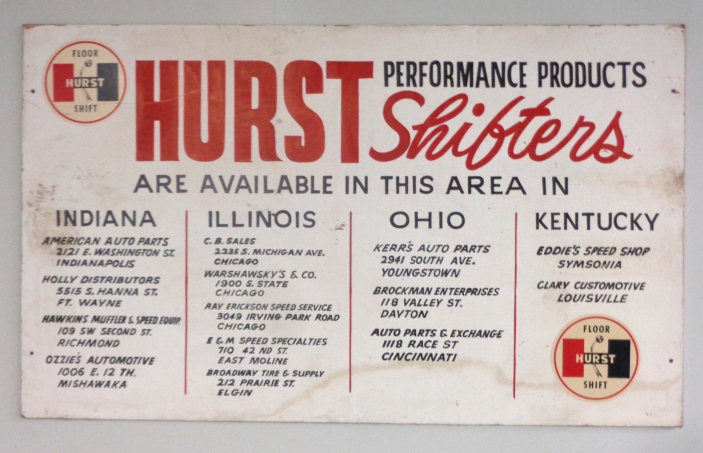 FLOOR
HURST
SHIFT
HURST
PERFORMANCE PRODUCTS
Shifters
ARE AVAILABLE IN THIS AREA IN
INDIANA
AMERICAN AUTO PARTS
2121 E. WASHINGTON ST.
INDIANAPOLIS
HOLLY DISTRIBUTORS
5515 S. HANNA ST.
FT. WAYNE
HAWKINS MUFFLER & SPEED EQUIP.
109 SW SECOND ST.
RICHMOND
OZZIE'S AUTOMOTIVE
1006 E. 12 TH.
MISHAWAKA
ILLINOIS
C.B. SALES
2235 S. MICHIGAN AVE.
CHICAGO
WARSHAWSKY'S & CO.
1900 S. STATE
CHICAGO
RAY ERICKSON SPEED SERVICE
3049 IRVING PARK ROAD
CHICAGO
E & M SPEED SPECIALTIES
710 42 ND ST.
EAST MOLINE
BROADWAY TIRE & SUPPLY
212 PRAIRIE ST.
ELGIN
OHIO
KERR'S AUTO PARTS
2941 SOUTH AVE.
YOUNGSTOWN
BROCKMAN ENTERPRISES
118 VALLEY ST.
DAYTON
AUTO PARTS & EXCHANGE
1118 RACE ST
CINCINNATI
KENTUCKY
EDDIE'S SPEED SHOP
SYMSONIA
CLARY CUSTOMOTIVE
LOUISVILLE
FLOOR
HURST
SHIFT